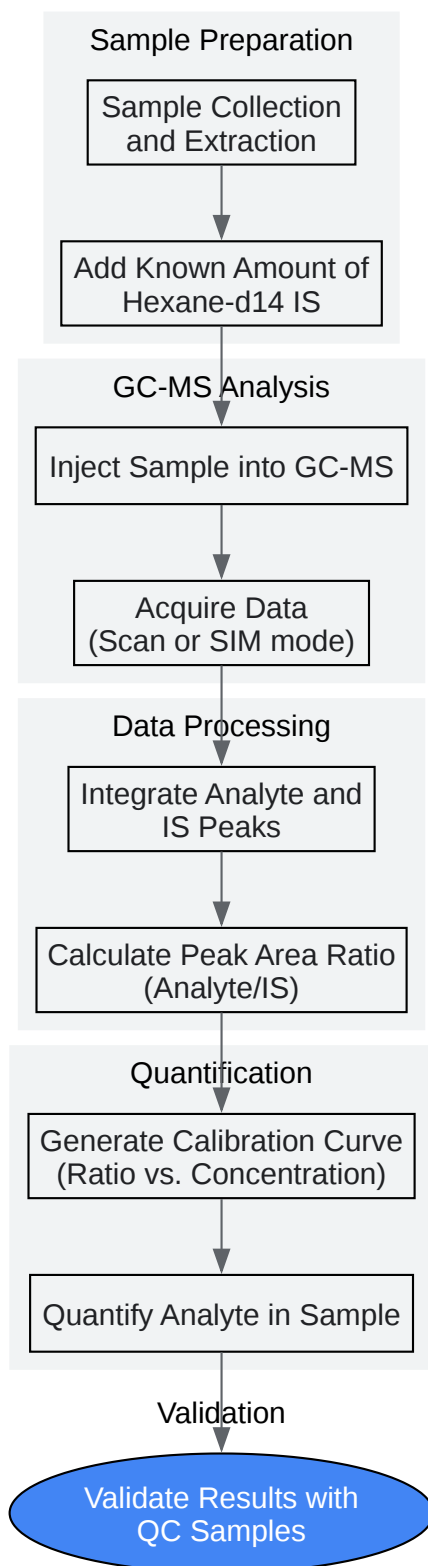 Sample Preparation
Sample Collection
and Extraction
Add Known Amount of
Hexane-d14 IS
GC-MS Analysis
Inject Sample into GC-MS
Acquire Data
(Scan or SIM mode)
Data Processing
Integrate Analyte and
IS Peaks
Calculate Peak Area Ratio
(Analyte/IS)
Quantification
Generate Calibration Curve
(Ratio vs. Concentration)
Quantify Analyte in Sample
Validation
Validate Results with
QC Samples